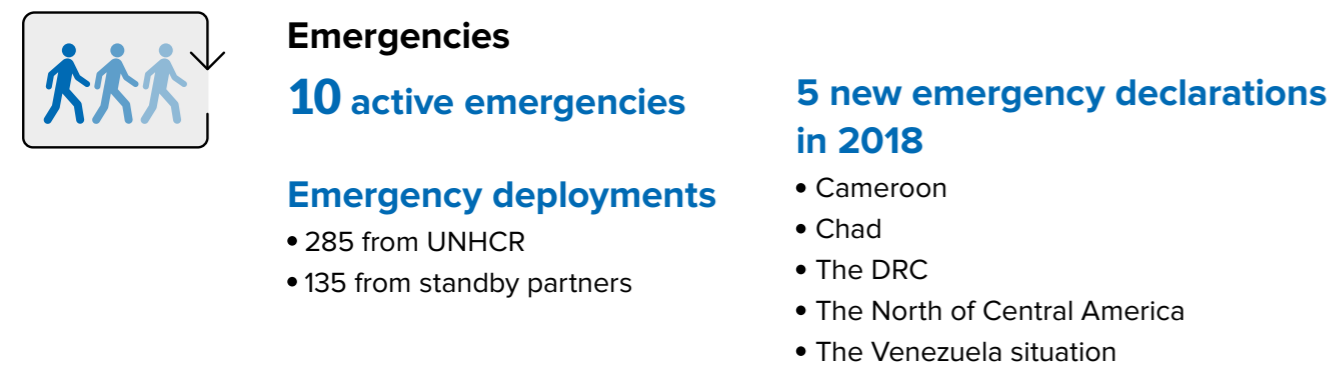 Emergencies
10 active emergencies
Emergency deployments
• 285 from UNHCR
• 135 from standby partners
5 new emergency declarations
in 2018
• Cameroon
• Chad
• The DRC
• The North of Central America
• The Venezuela situation